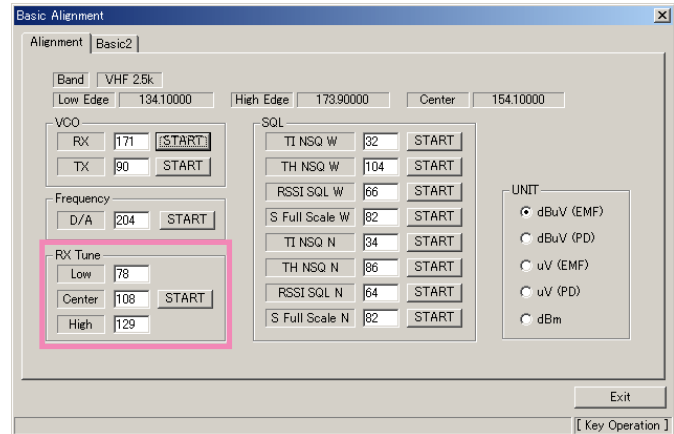 Basic Alignment
Alignment Basic2
Band VHF 2.5k
Low Edge 134.10000 High Edge 173.90000 Center 154.10000
VCO
RX 171 START
TX 90 START
Frequency
D/A 204 START
RX Tune
Low 78
Center 108 START
High 129
SQL
TI NSQ W 32 START
TH NSQ W 104 START
RSSI SQL W 66 START
S Full Scale W 82 START
TI NSQ N 34 START
TH NSQ N 86 START
RSSI SQL N 64 START
S Full Scale N 82 START
UNIT
dBuV (EMF)
dBuV (PD)
uV (EMF)
uV (PD)
dBm
Exit
[ Key Operation ]